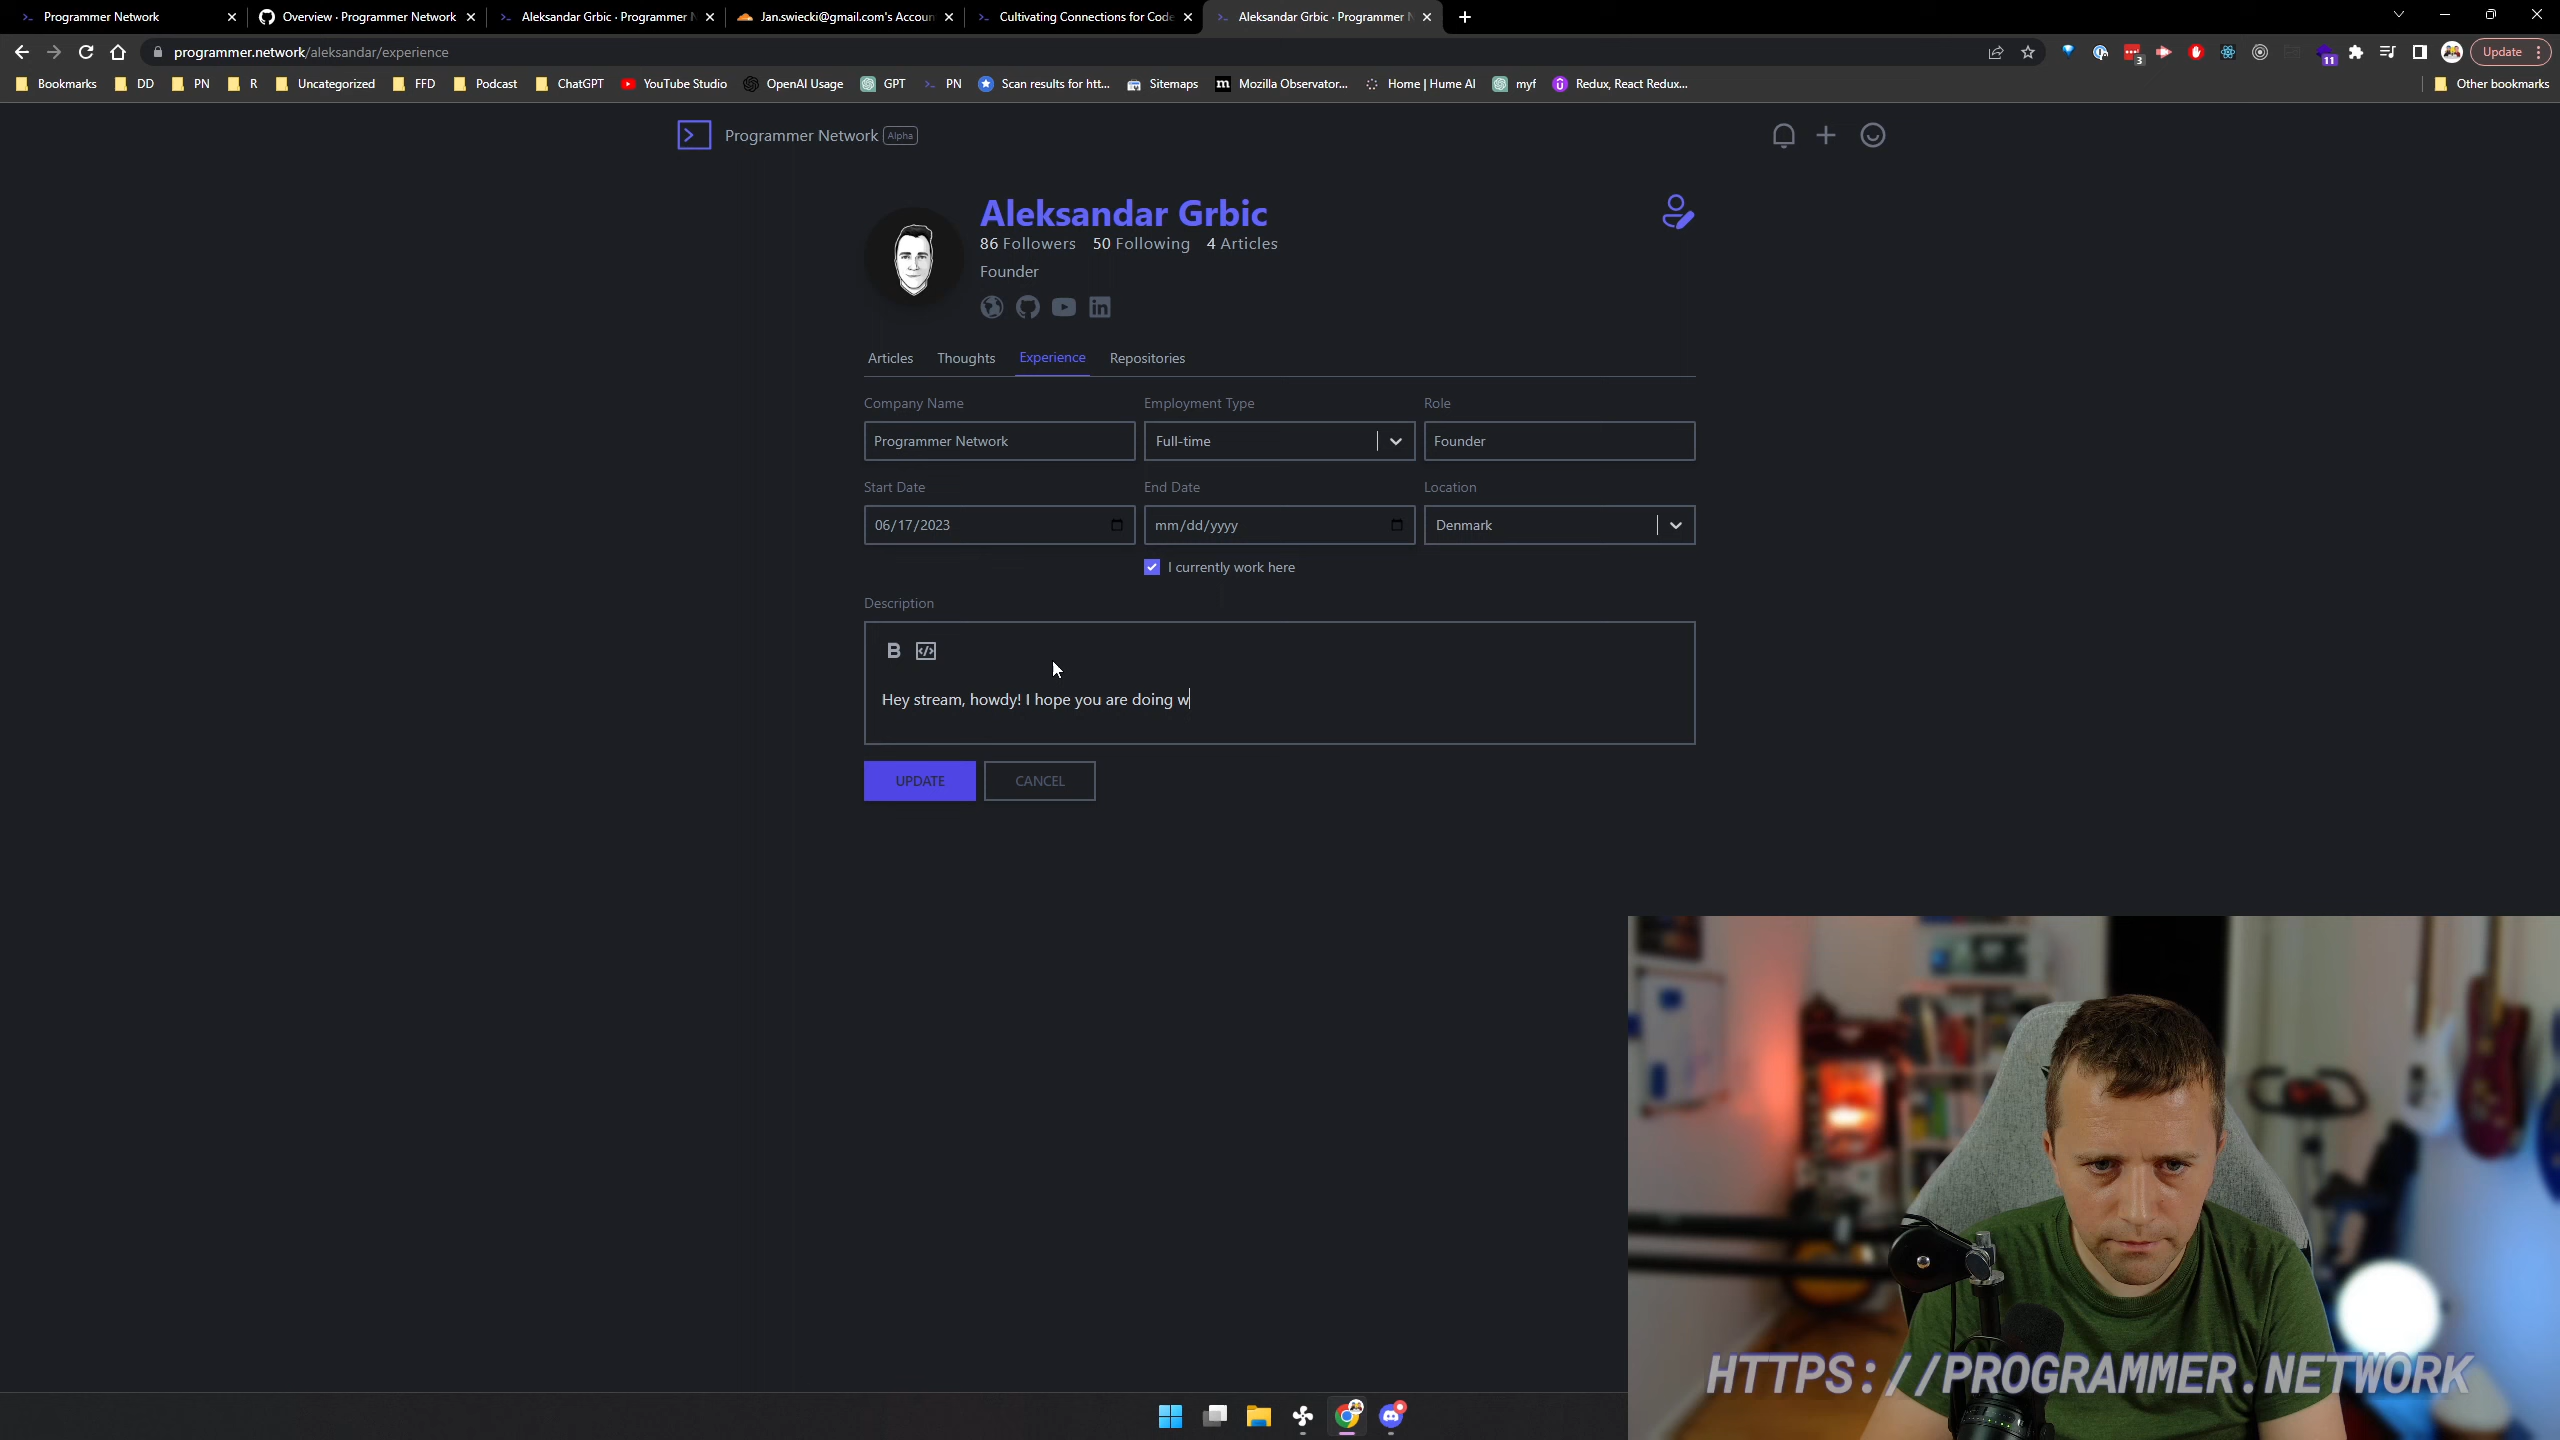 Programmer Network
Overview · Programmer Network
Aleksandar Grbic · Programmer N
Jan.swiecki@gmail.com's Accoun
Cultivating Connections for Code
Aleksandar Grbic · Programmer N
programmer.network/aleksandar/experience
3
11
Update
Bookmarks
DD
PN
R
Uncategorized
FFD
Podcast
ChatGPT
YouTube Studio
OpenAI Usage
GPT
PN
Scan results for htt...
Sitemaps
m
Mozilla Observator...
Home | Hume AI
myf
Redux, React Redux...
Other bookmarks
Programmer Network Alpha
Aleksandar Grbic
86 Followers 50 Following 4 Articles
Founder
Articles Thoughts Experience Repositories
Company Name Employment Type Role
Programmer Network Full-time Founder
Start Date End Date Location
06/17/2023 mm/dd/yyyy Denmark
I currently work here
Description
B
Hey stream, howdy! I hope you are doing w
UPDATE CANCEL
HTTPS://PROGRAMMER.NETWORK